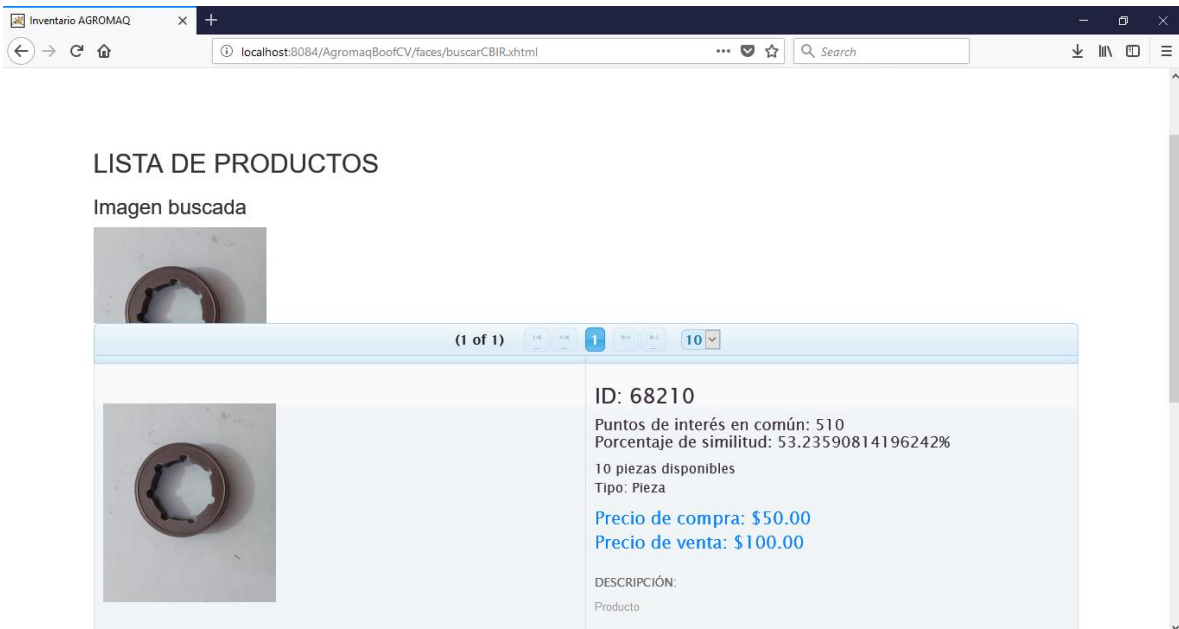 Inventario AGROMAQ
localhost:8084/AgromaqBoofCV/faces/buscarCBIR.xhtml
Search
LISTA DE PRODUCTOS
Imagen buscada
(1 of 1) 1 10
ID: 68210
Puntos de interés en común: 510
Porcentaje de similitud: 53.23590814196242%
10 piezas disponibles
Tipo: Pieza
Precio de compra: $50.00
Precio de venta: $100.00
DESCRIPCIÓN:
Producto